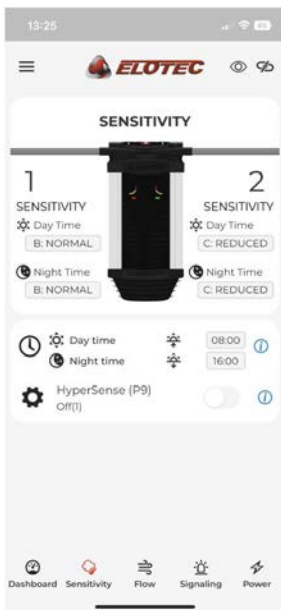 13:25
ELOTEC
SENSITIVITY
1
SENSITIVITY
Day Time
B: NORMAL
Night Time
B: NORMAL
2
SENSITIVITY
Day Time
C: REDUCED
Night Time
C: REDUCED
Day time 08:00
Night time 16:00
HyperSense (P9)
Off(1)
Dashboard Sensitivity Flow Signaling Power